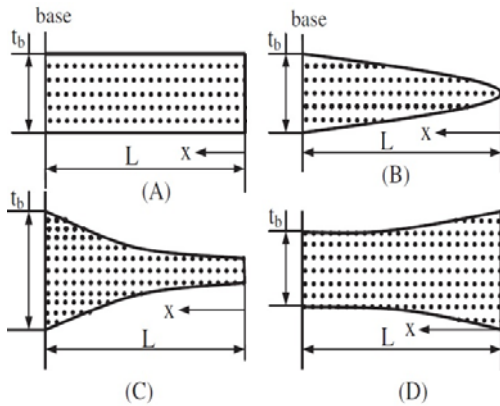 base base
t_b t_b
L x L x
(A) (B)
t_b t_b
x x
L L
(C) (D)